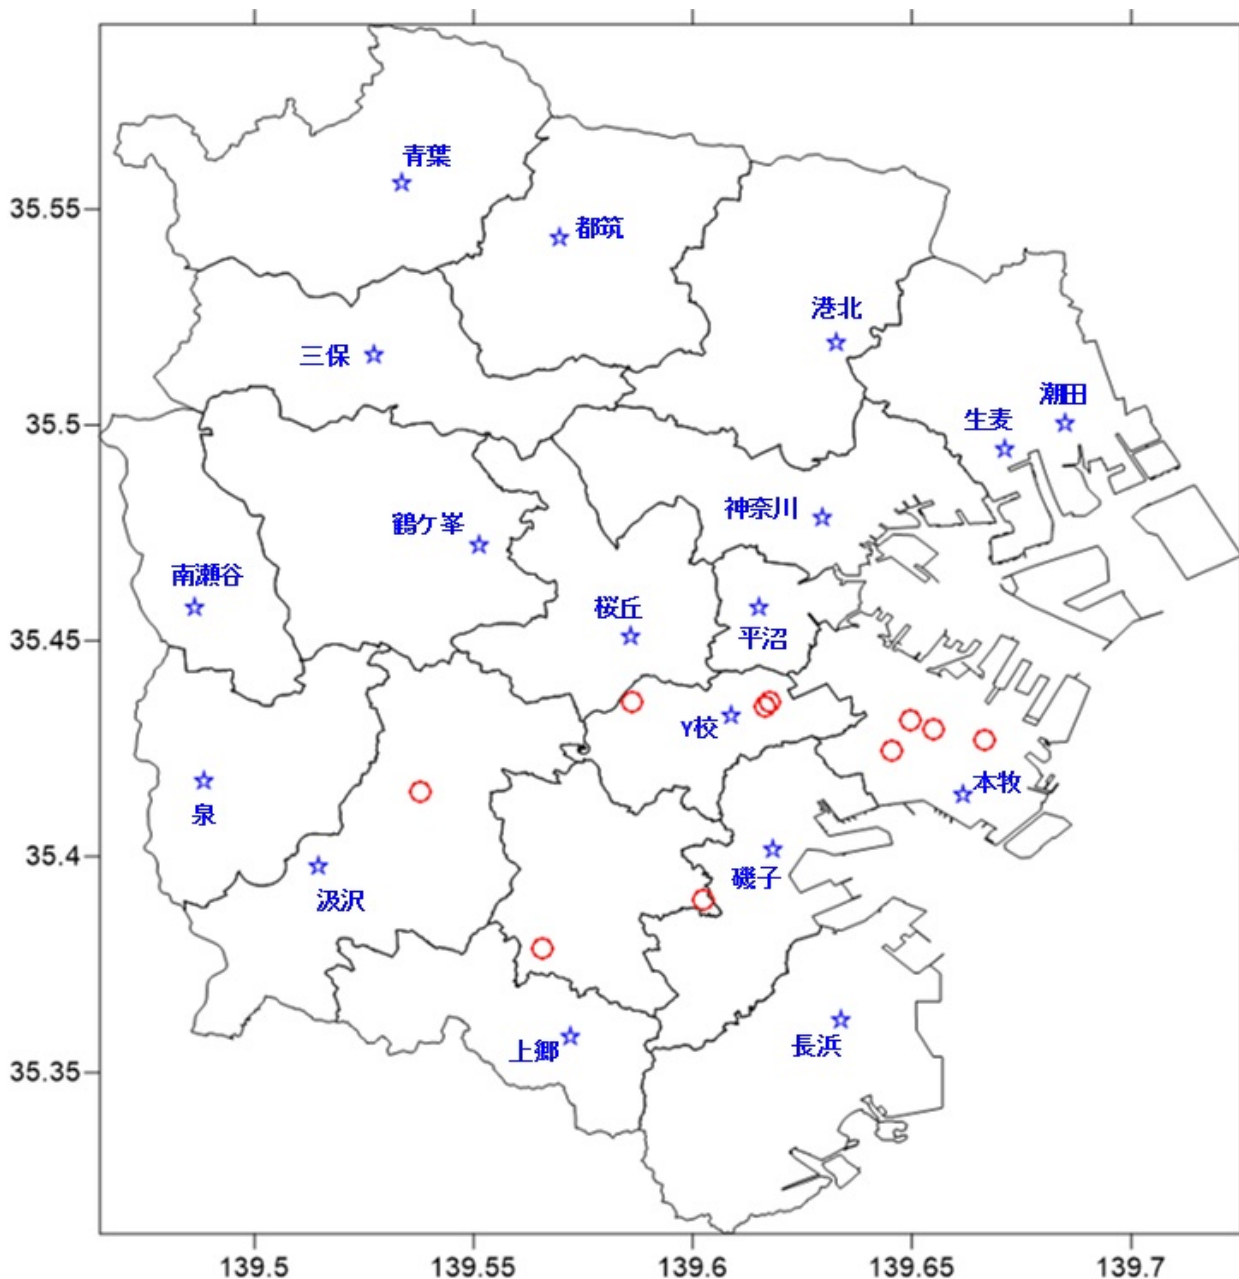 青葉
35.55
都筑
港北
三保
潮田
35.5
生麦
神奈川
鶴ケ峯
南瀬谷
桜丘
35.45
平沼
Y校
本牧
泉
35.4
磯子
汲沢
上郷
長浜
35.35
139.5
139.55
139.6
139.65
139.7